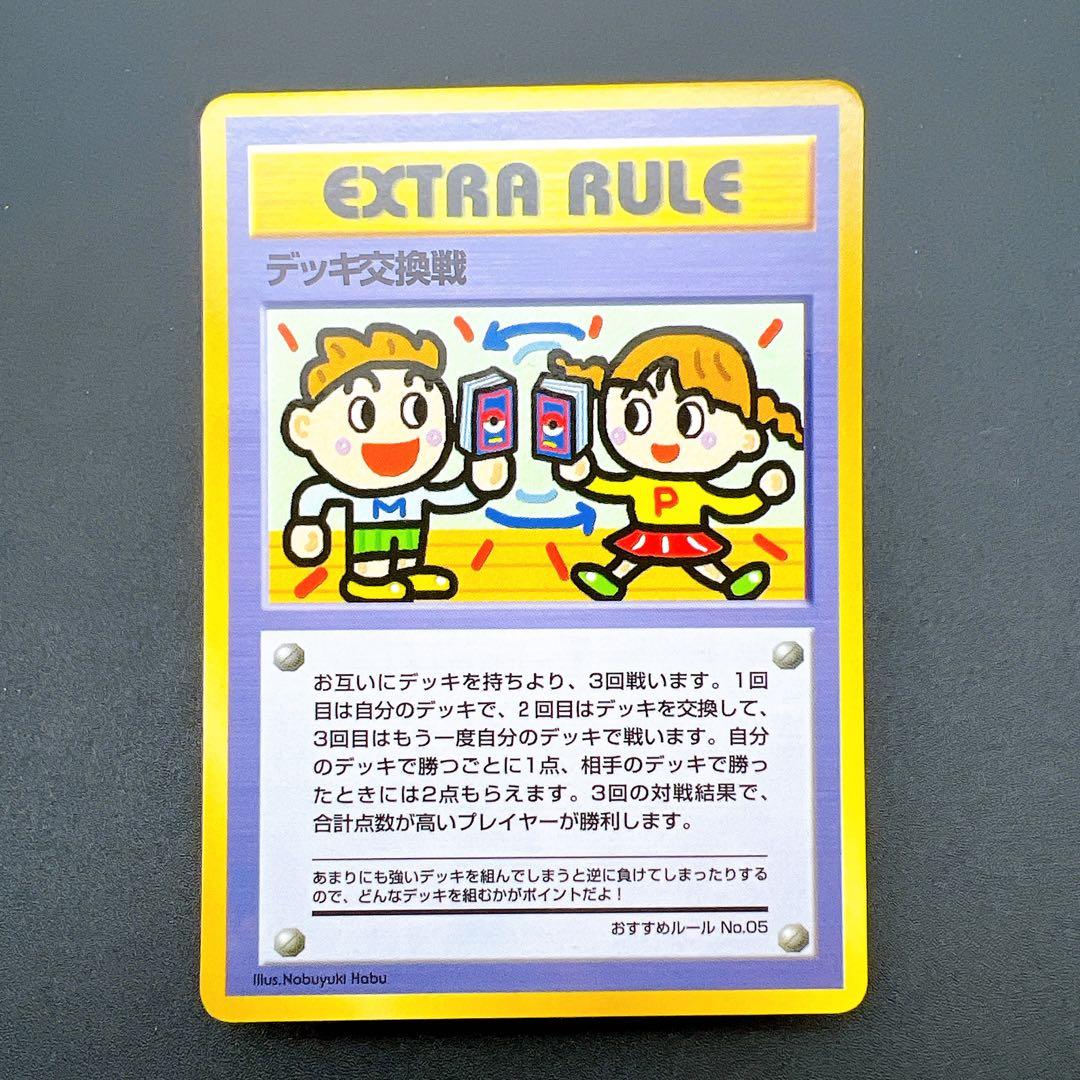 EXTRA RULE
デッキ交換戦
M
P
お互いにデッキを持ちより、3回戦います。1回
目は自分のデッキで、2回目はデッキを交換して、
3回目はもう一度自分のデッキで戦います。自分
のデッキで勝つごとに1点、相手のデッキで勝っ
たときには2点もらえます。3回の対戦結果で、
合計点数が高いプレイヤーが勝利します。
あまりにも強いデッキを組んでしまうと逆に負けてしまったりする
ので、どんなデッキを組むかがポイントだよ！
おすすめルール No.05
Illus.Nobuyuki Habu